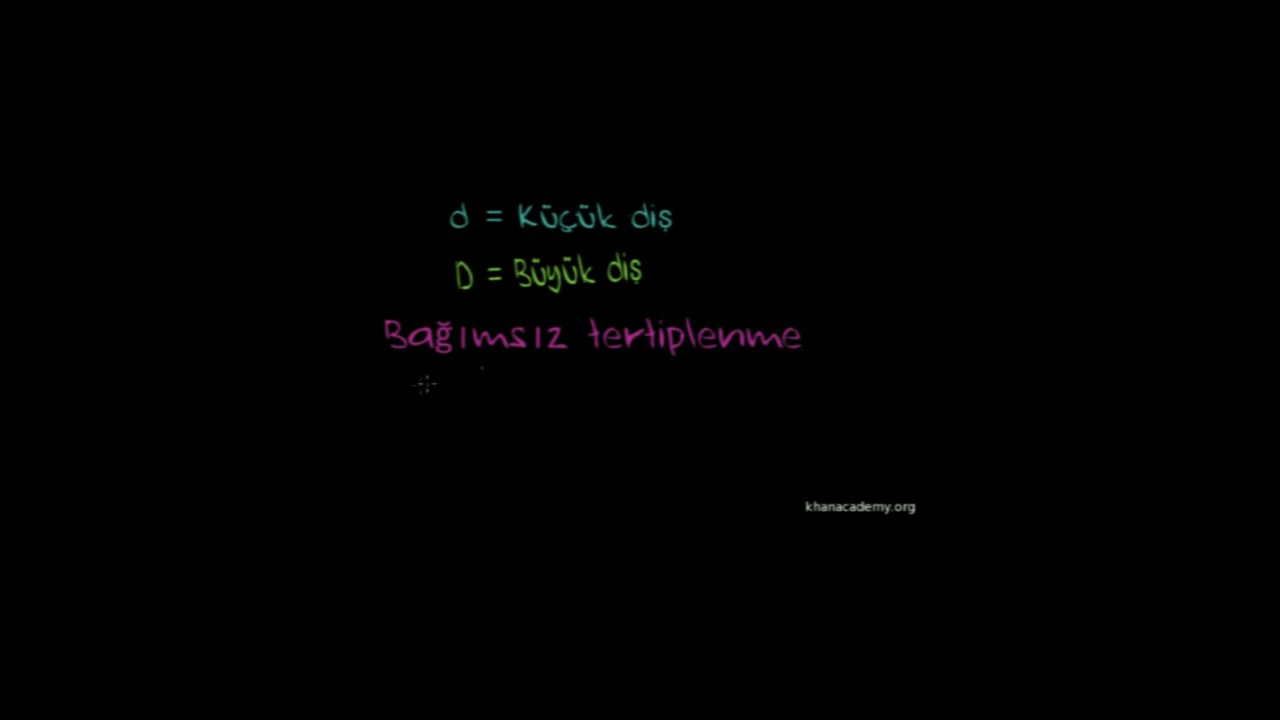 d = Küçük diş
D = Büyük diş
Bağımsız tertiplenme
khanacademy.org